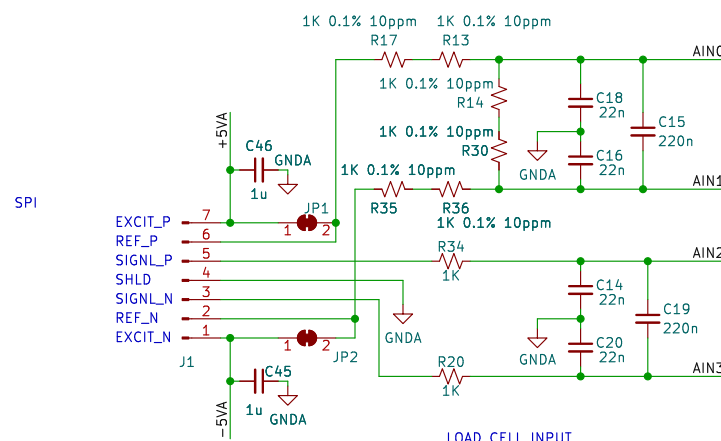 1K 0.1% 10ppm
1K 0.1% 10ppm
R17
R13
AIN0
1K 0.1% 10ppm
R14
C18
22n
C15
220n
+5VA
C46
GNDA
1u
1K 0.1% 10ppm
R30
GNDA
C16
22n
1K 0.1% 10ppm
AIN1
SPI
R35
R36
JP1
1K 0.1% 10ppm
EXCIT_P
7
1
2
REF_P
6
SIGNL_P
5
R34
1K
AIN2
SHLD
4
SIGNL_N
3
C14
22n
REF_N
2
C19
220n
EXCIT_N
1
1
2
GNDA
GNDA
C20
22n
J1
JP2
R20
1K
AIN3
C45
1u
GNDA
-5VA
LOAD CELL INPUT